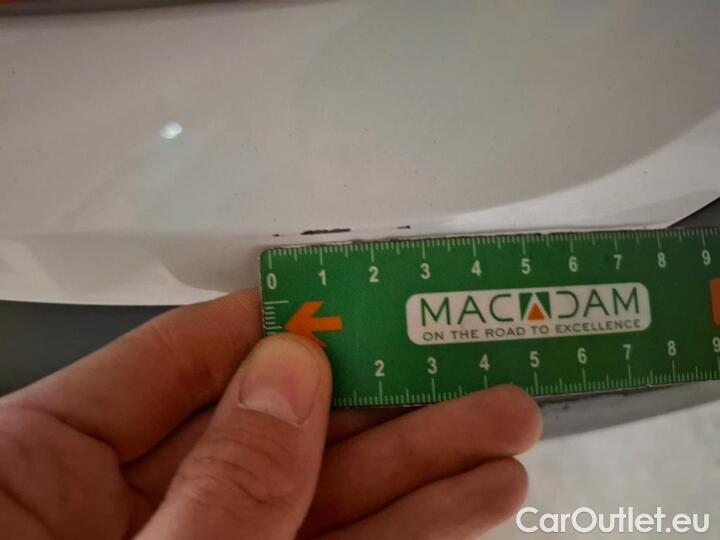 0 1 2 3 4 5 6 7 8 9
MACADAM
ON THE ROAD TO EXCELLENCE
2 3 4 5 6 7 8 9
CarOutlet.eu